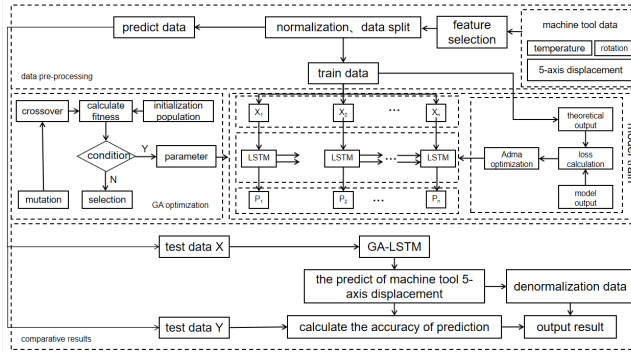 predict data
normalization、data split
feature
selection
machine tool data
temperature
rotation
5-axis displacement
data pre-processing
train data
crossover
calculate
fitness
initialization
population
condition
Y
N
parameter
mutation
selection
GA optimization
X1
X2
...
Xn
LSTM
LSTM
...
LSTM
P1
P2
...
Pn
theoretical
output
Adma
optimization
loss
calculation
model
output
test data X
GA-LSTM
the predict of machine tool 5-
axis displacement
denormalization data
test data Y
calculate the accuracy of prediction
output result
comparative results